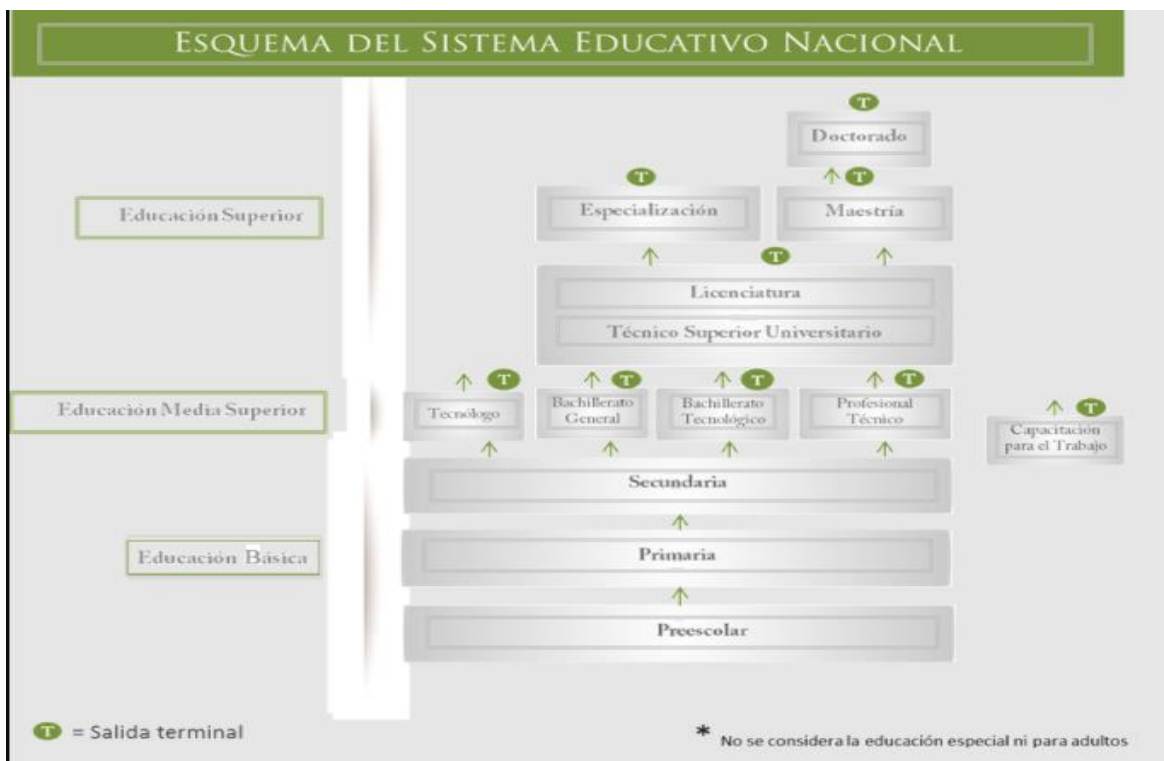 ESQUEMA DEL SISTEMA EDUCATIVO NACIONAL
T
Doctorado
T
T
Educación Superior
Especialización
Maestría
T
Licenciatura
Técnico Superior Universitario
T
T
T
T
Educación Media Superior
Tecnólogo
Bachillerato
General
Bachillerato
Tecnológico
Profesional
Técnico
T
Capacitación
para el Trabajo
Secundaria
Educación Básica
Primaria
Preescolar
T = Salida terminal
* No se considera la educación especial ni para adultos